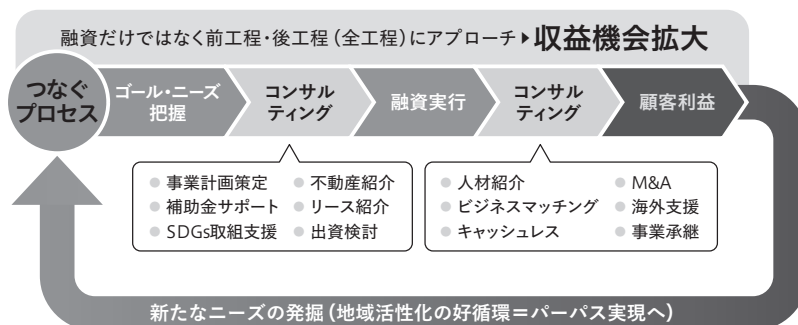 融資だけではなく前工程・後工程（全工程）にアプローチ▶収益機会拡大
つなぐ
プロセス
ゴール・ニーズ
把握
コンサル
ティング
融資実行
コンサル
ティング
顧客利益
● 事業計画策定
● 補助金サポート
● SDGs取組支援
● 不動産紹介
● リース紹介
● 出資検討
● 人材紹介
● ビジネスマッチング
● キャッシュレス
● M&A
● 海外支援
● 事業承継
新たなニーズの発掘（地域活性化の好循環＝パーパス実現へ）